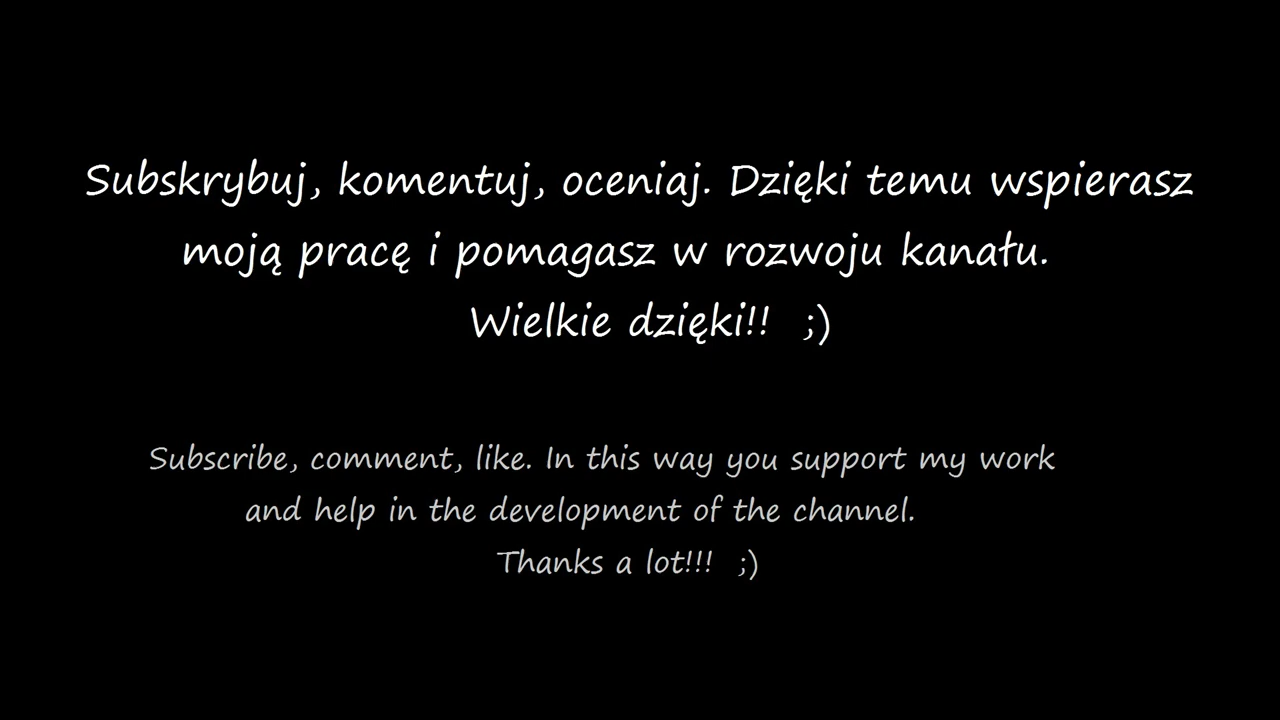 Subskrybuj, komentuj, oceniaj. Dzięki temu wspierasz
moją pracę i pomagasz w rozwoju kanału.
Wielkie dzięki!! ;)
Subscribe, comment, like. In this way you support my work
and help in the development of the channel.
Thanks a lot!!! ;)